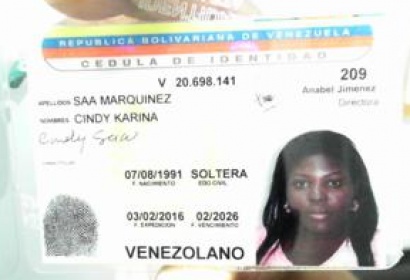 REPUBLICA BOLIVARIANA DE VENEZUELA
CEDULA DE IDENTIDAD
V 20.698.141
209
Anabel Jimenez
Directora
APELLIDOS SAA MARQUINEZ
NOMBRES CINDY KARINA
Cindy Saa
07/08/1991 SOLTERA
F. NACIMIENTO EDO.CIVIL
03/02/2016 02/2026
F. EXPEDICION F. VENCIMIENTO
VENEZOLANO